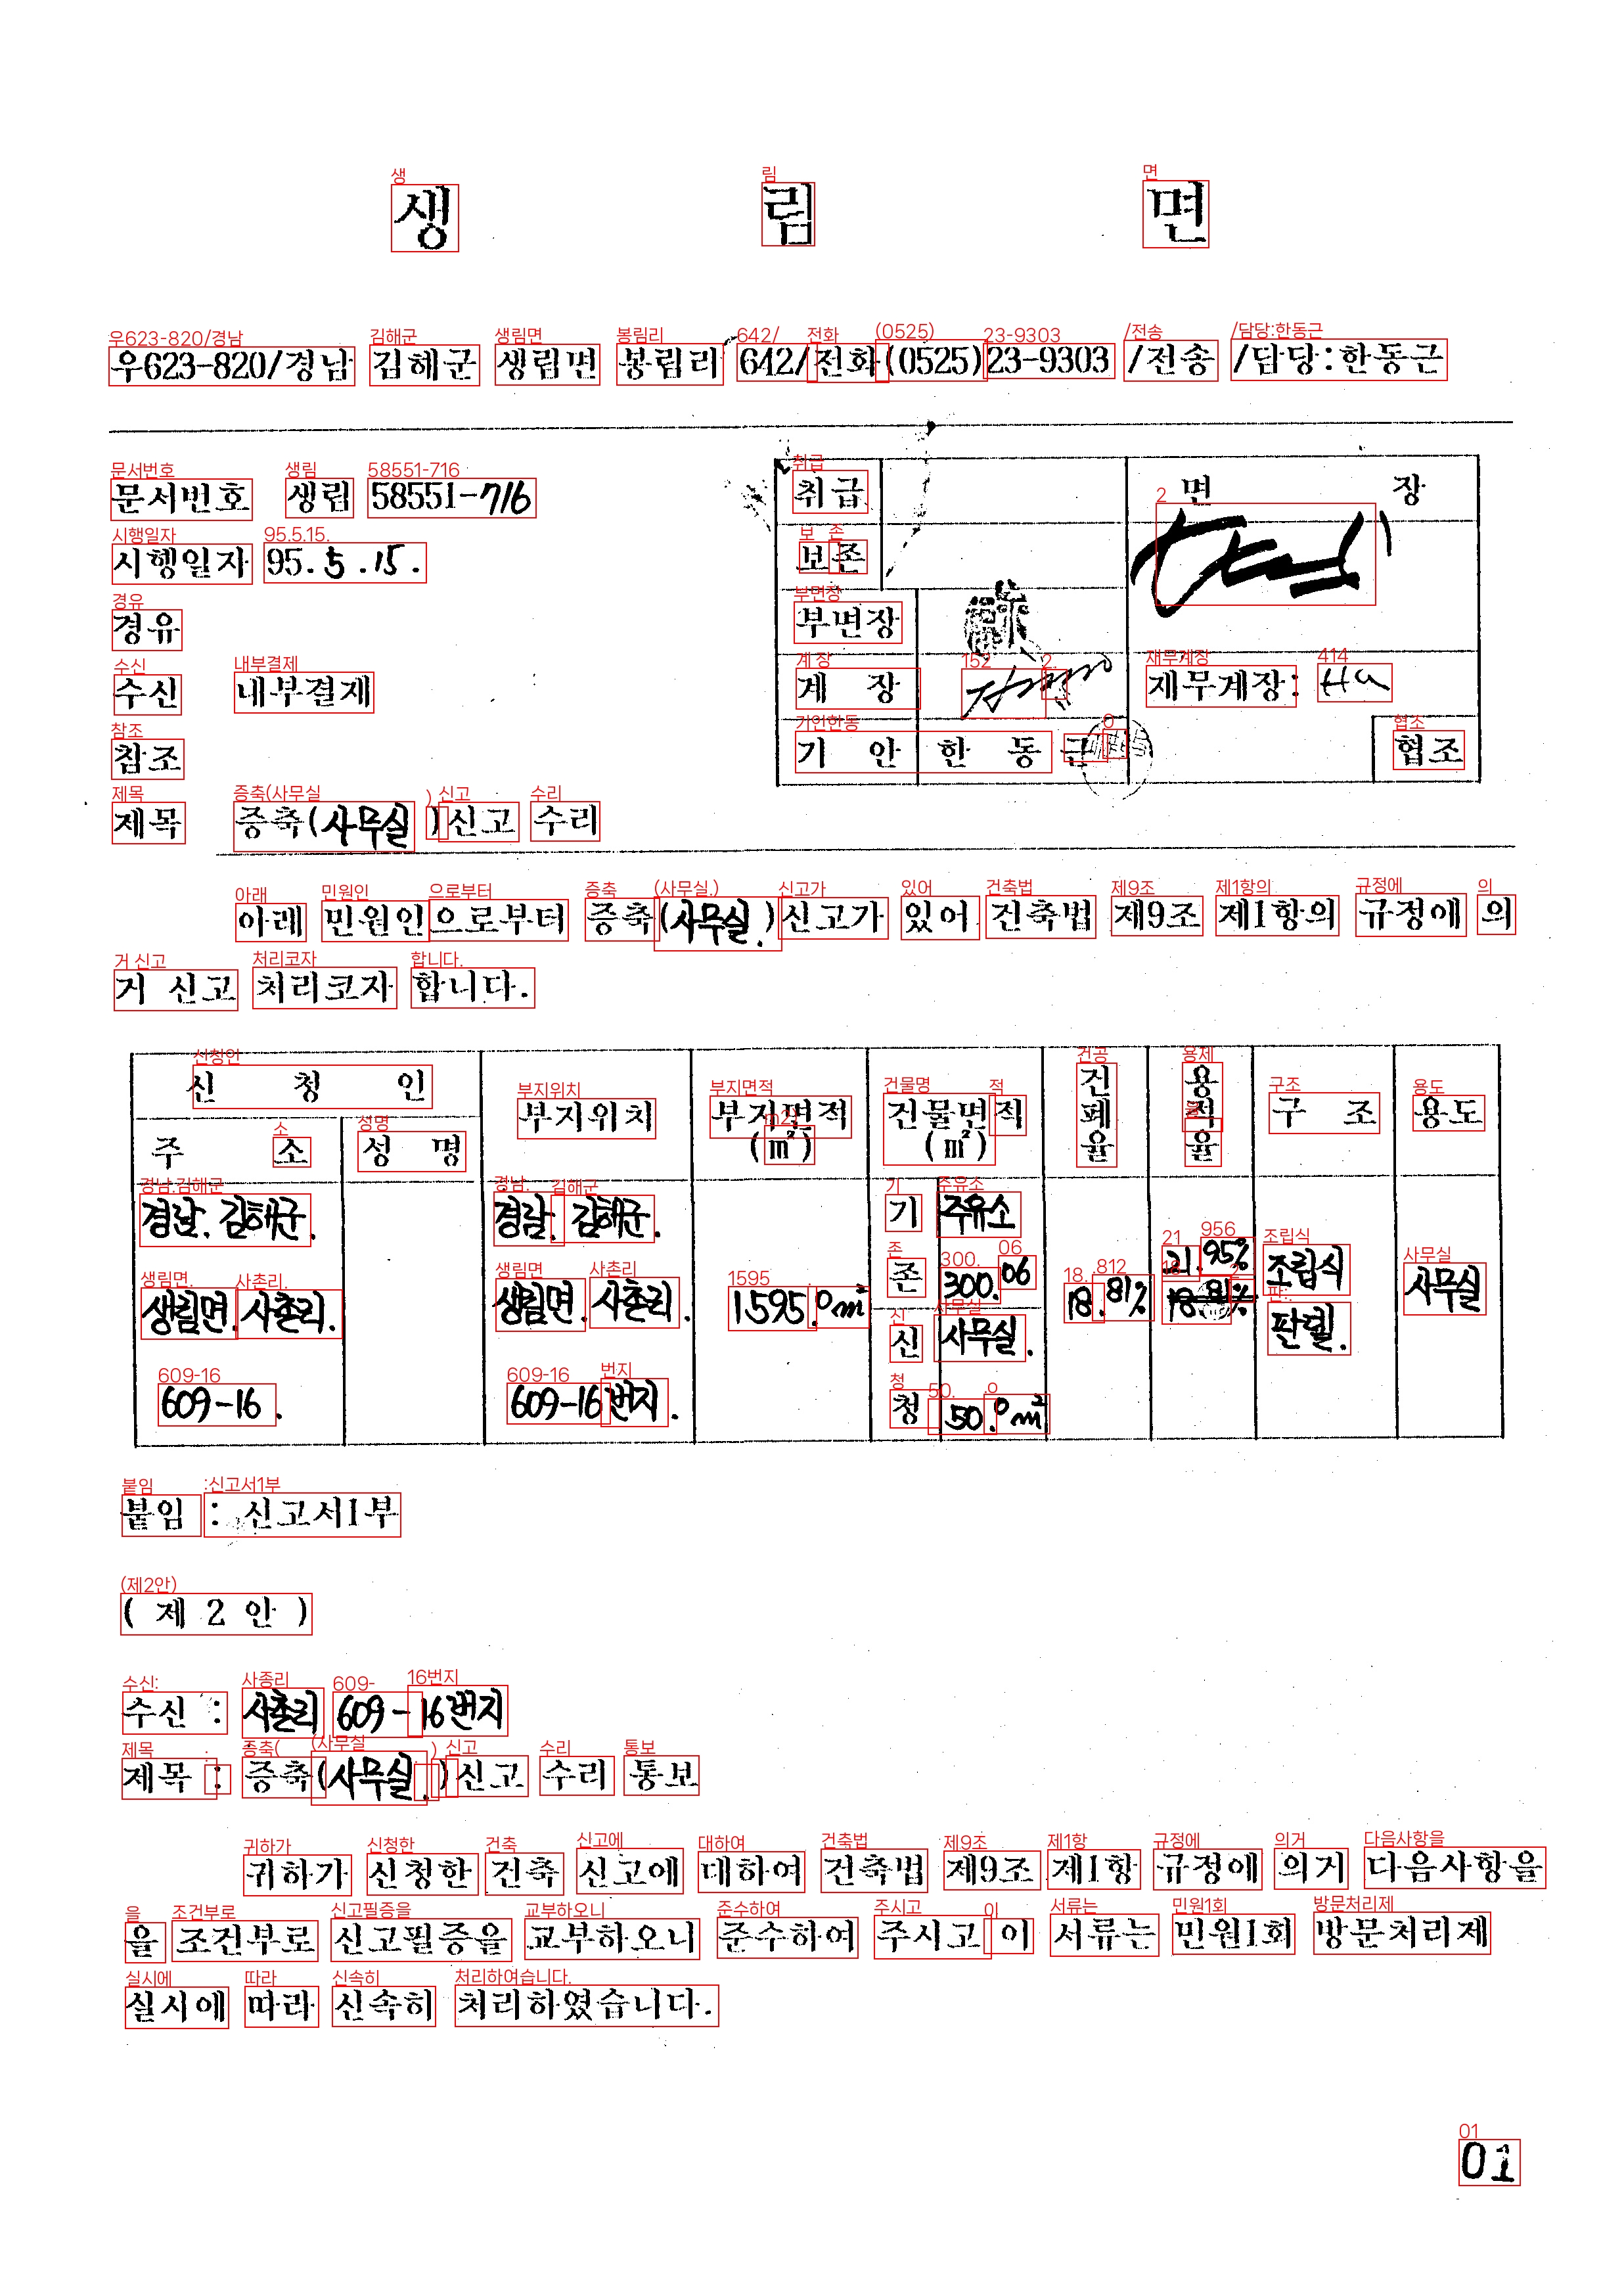 생 림 면
우623-820/경남 김해군 생림면 봉림리 642/전화(0525)23-9303 /전송 /담당:한동근
문서번호 생림 58551-716
시행일자 95.5.15.
경유
수신 내부결재
참조
제목 증축(사무실)신고 수리
취급
보존
면 장
부면장
계 장
재무계장:
기 안 한 동 근
협조
아래 민원인으로부터 증축(사무실.)신고가 있어 건축법 제9조 제1항의 규정에 의
거 신고 처리코자 합니다.
신 청 인
주 소
성 명
부지위치
부지면적
(㎡)
건물면적
(㎡)
건폐율
용적율
구 조
용도
경남. 김해군.
생림면. 사촌리.
609-16.
경남. 김해군.
생림면. 사촌리.
609-16번지.
1595.0㎡
기존 주유소
300.06
신청 사무실.
50.0㎡
18.81%
21.95%
조립식
판넬.
사무실
붙임 : 신고서1부
( 제 2 안 )
수신 : 사촌리 609-16번지
제목 : 증축(사무실.)신고 수리 통보
귀하가 신청한 건축 신고에 대하여 건축법 제9조 제1항 규정에 의거 다음사항을
을 조건부로 신고필증을 교부하오니 준수하여 주시고 이 서류는 민원1회 방문처리제
실시에 따라 신속히 처리하였습니다.
01